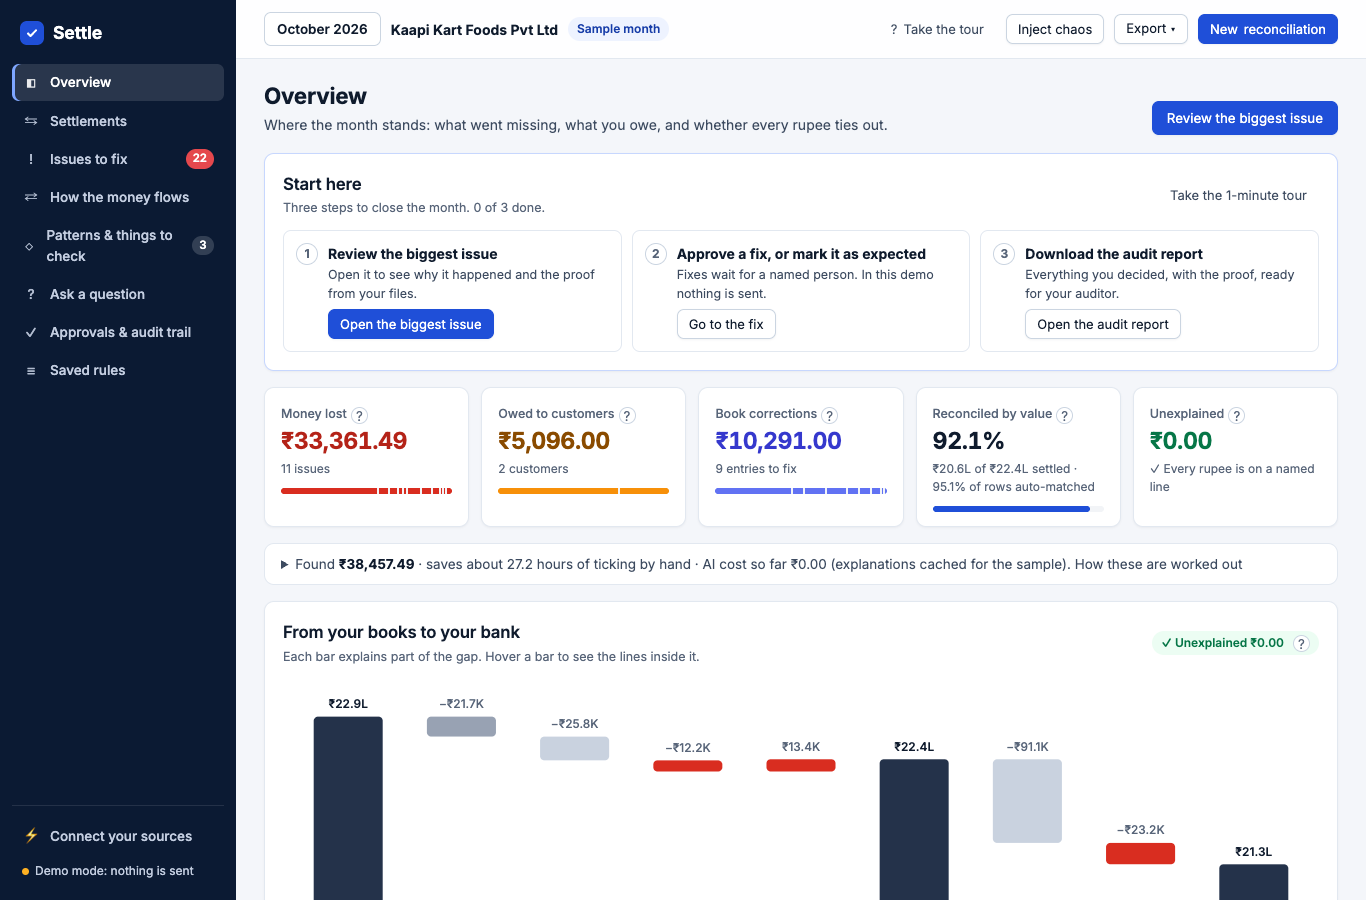 Settle
Overview
Settlements
Issues to fix 22
How the money flows
Patterns & things to
check
3
Ask a question
Approvals & audit trail
Saved rules
Connect your sources
Demo mode: nothing is sent
October 2026 Kaapi Kart Foods Pvt Ltd Sample month ? Take the tour Inject chaos Export New reconciliation
Overview
Where the month stands: what went missing, what you owe, and whether every rupee ties out.
Review the biggest issue
Start here
Three steps to close the month. 0 of 3 done.
Take the 1-minute tour
1 Review the biggest issue
Open it to see why it happened and the proof
from your files.
Open the biggest issue
2 Approve a fix, or mark it as expected
Fixes wait for a named person. In this demo
nothing is sent.
Go to the fix
3 Download the audit report
Everything you decided, with the proof, ready
for your auditor.
Open the audit report
Money lost ?
₹33,361.49
11 issues
Owed to customers ?
₹5,096.00
2 customers
Book corrections ?
₹10,291.00
9 entries to fix
Reconciled by value ?
92.1%
₹20.6L of ₹22.4L settled ·
95.1% of rows auto-matched
Unexplained ?
₹0.00
✓ Every rupee is on a named
line
Found ₹38,457.49 · saves about 27.2 hours of ticking by hand · AI cost so far ₹0.00 (explanations cached for the sample). How these are worked out
From your books to your bank
Each bar explains part of the gap. Hover a bar to see the lines inside it.
✓ Unexplained ₹0.00 ?
₹22.9L
−₹21.7K
−₹25.8K
−₹12.2K
₹13.4K
₹22.4L
−₹91.1K
−₹23.2K
₹21.3L